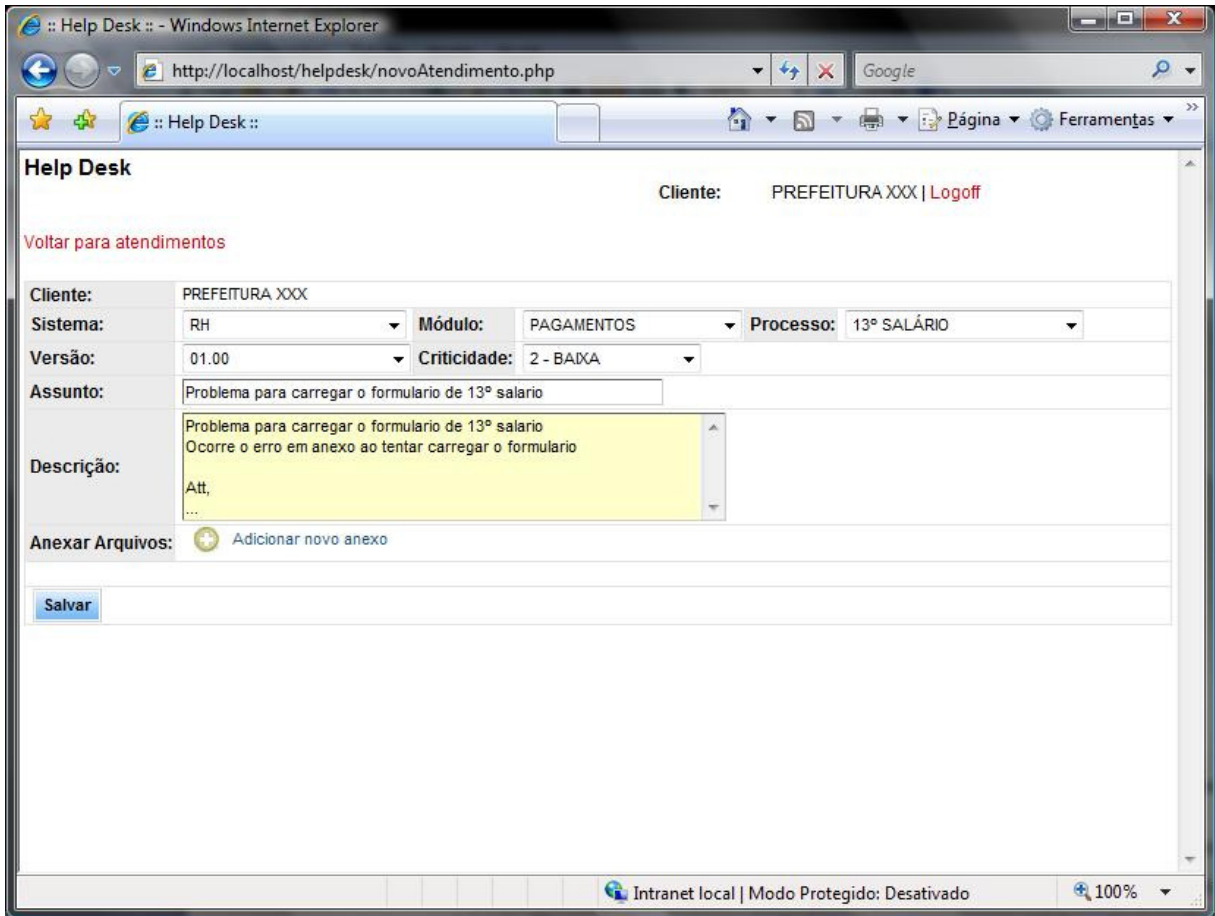 :: Help Desk :: - Windows Internet Explorer
http://localhost/helpdesk/novoAtendimento.php
Google
:: Help Desk ::
Página
Ferramentas
Help Desk
Cliente: PREFEITURA XXX | Logoff
Voltar para atendimentos
Cliente: PREFEITURA XXX
Sistema: RH Módulo: PAGAMENTOS Processo: 13º SALÁRIO
Versão: 01.00 Criticidade: 2 - BAIXA
Assunto: Problema para carregar o formulario de 13º salario
Descrição:
Problema para carregar o formulario de 13º salario
Ocorre o erro em anexo ao tentar carregar o formulario
Att,
...
Anexar Arquivos: Adicionar novo anexo
Salvar
Intranet local | Modo Protegido: Desativado
100%